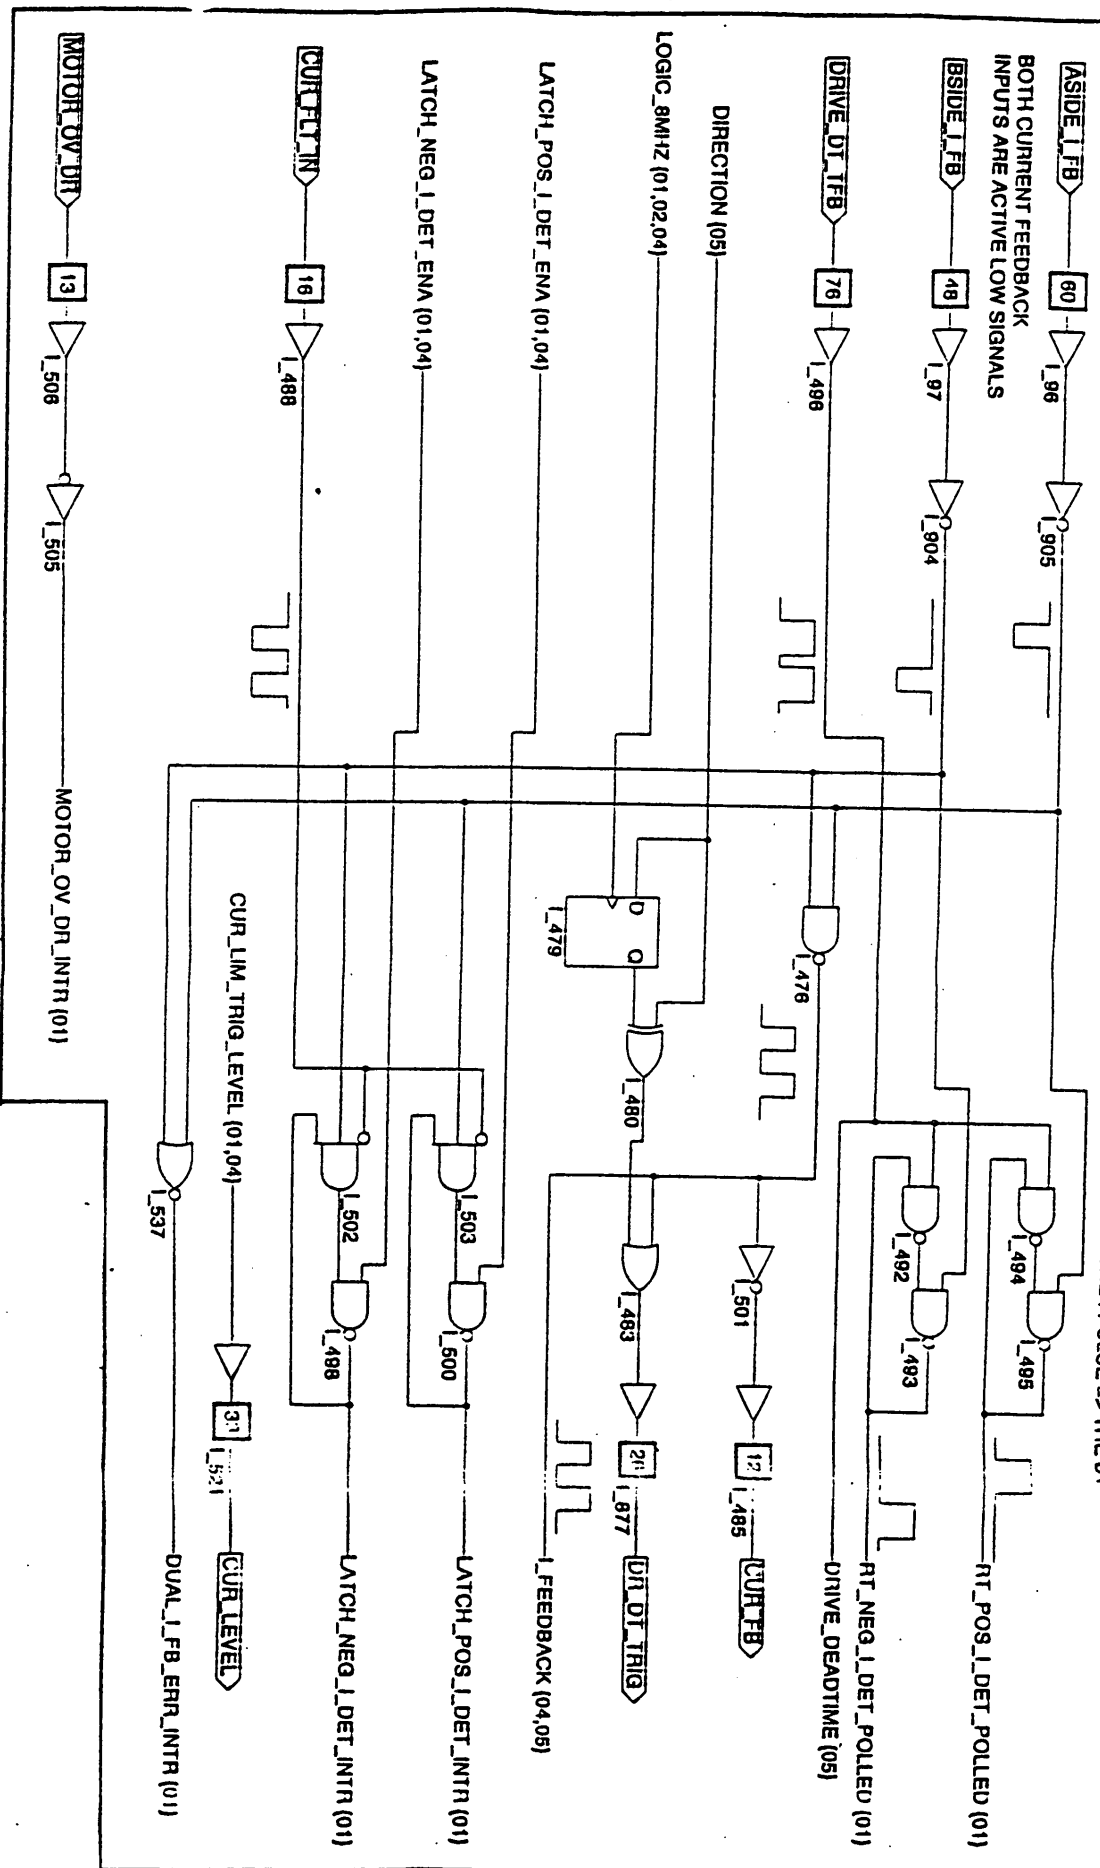 ASIDE_I_FB
60
I_96
I_905
BOTH CURRENT FEEDBACK
INPUTS ARE ACTIVE LOW SIGNALS
BSIDE_I_FB
48
I_97
I_904
DRIVE_DT_TFB
76
I_496
DIRECTION (05)
LOGIC_8MHZ (01,02,04)
LATCH_POS_I_DET_ENA (01,04)
LATCH_NEG_I_DET_ENA (01,04)
CUR_FLT_IN
16
I_488
MOTOR_OV_DR
13
I_506
I_505
MOTOR_OV_DR_INTR (01)
I_494
I_495
RT_POS_I_DET_POLLED (01)
I_492
I_493
RT_NEG_I_DET_POLLED (01)
DRIVE_DEADTIME (05)
I_476
I_501
12
I_485
CUR_FB
D
Q
I_479
I_480
I_483
I_877
DR_DT_TRIG
I_FEEDBACK (04,05)
I_503
I_500
LATCH_POS_I_DET_INTR (01)
I_502
I_498
LATCH_NEG_I_DET_INTR (01)
CUR_LIM_TRIG_LEVEL (01,04)
I_521
CUR_LEVEL
I_537
DUAL_I_FB_ERR_INTR (01)